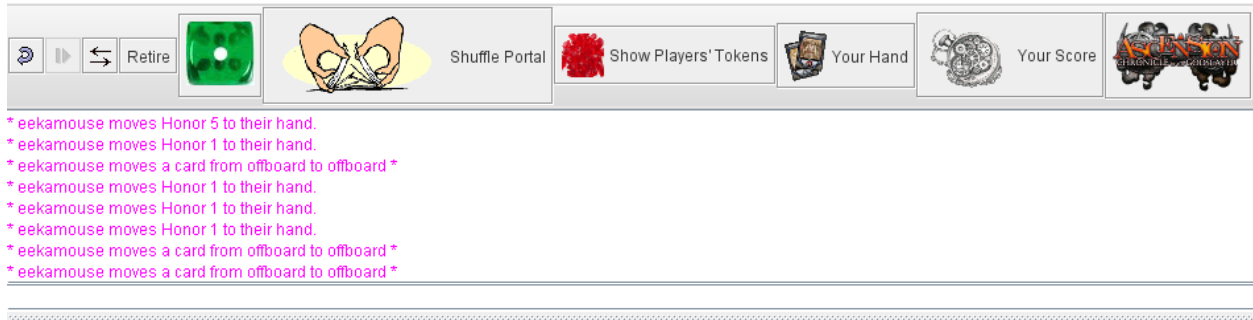 Retire
Shuffle Portal
Show Players' Tokens
Your Hand
Your Score
ASCENSION
CHRONICLE of the GODSLAYER
* eekamouse moves Honor 5 to their hand.
* eekamouse moves Honor 1 to their hand.
* eekamouse moves a card from offboard to offboard *
* eekamouse moves Honor 1 to their hand.
* eekamouse moves Honor 1 to their hand.
* eekamouse moves Honor 1 to their hand.
* eekamouse moves a card from offboard to offboard *
* eekamouse moves a card from offboard to offboard *